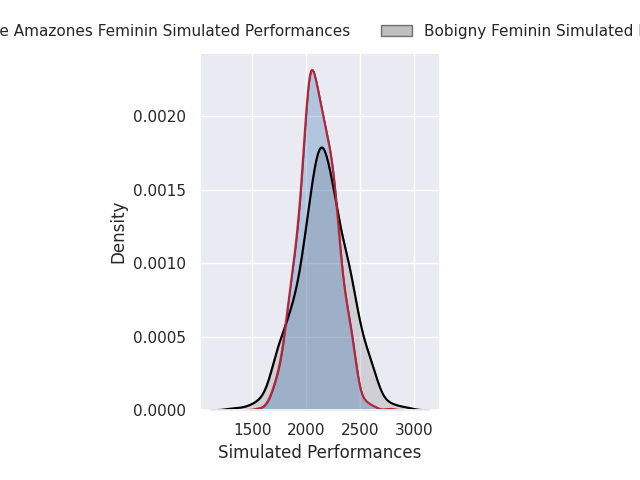 e Amazones Feminin Simulated Performances
Bobigny Feminin Simulated
0.0020
0.0015
0.0010
0.0005
0.0000
Density
1500 2000 2500 3000
Simulated Performances